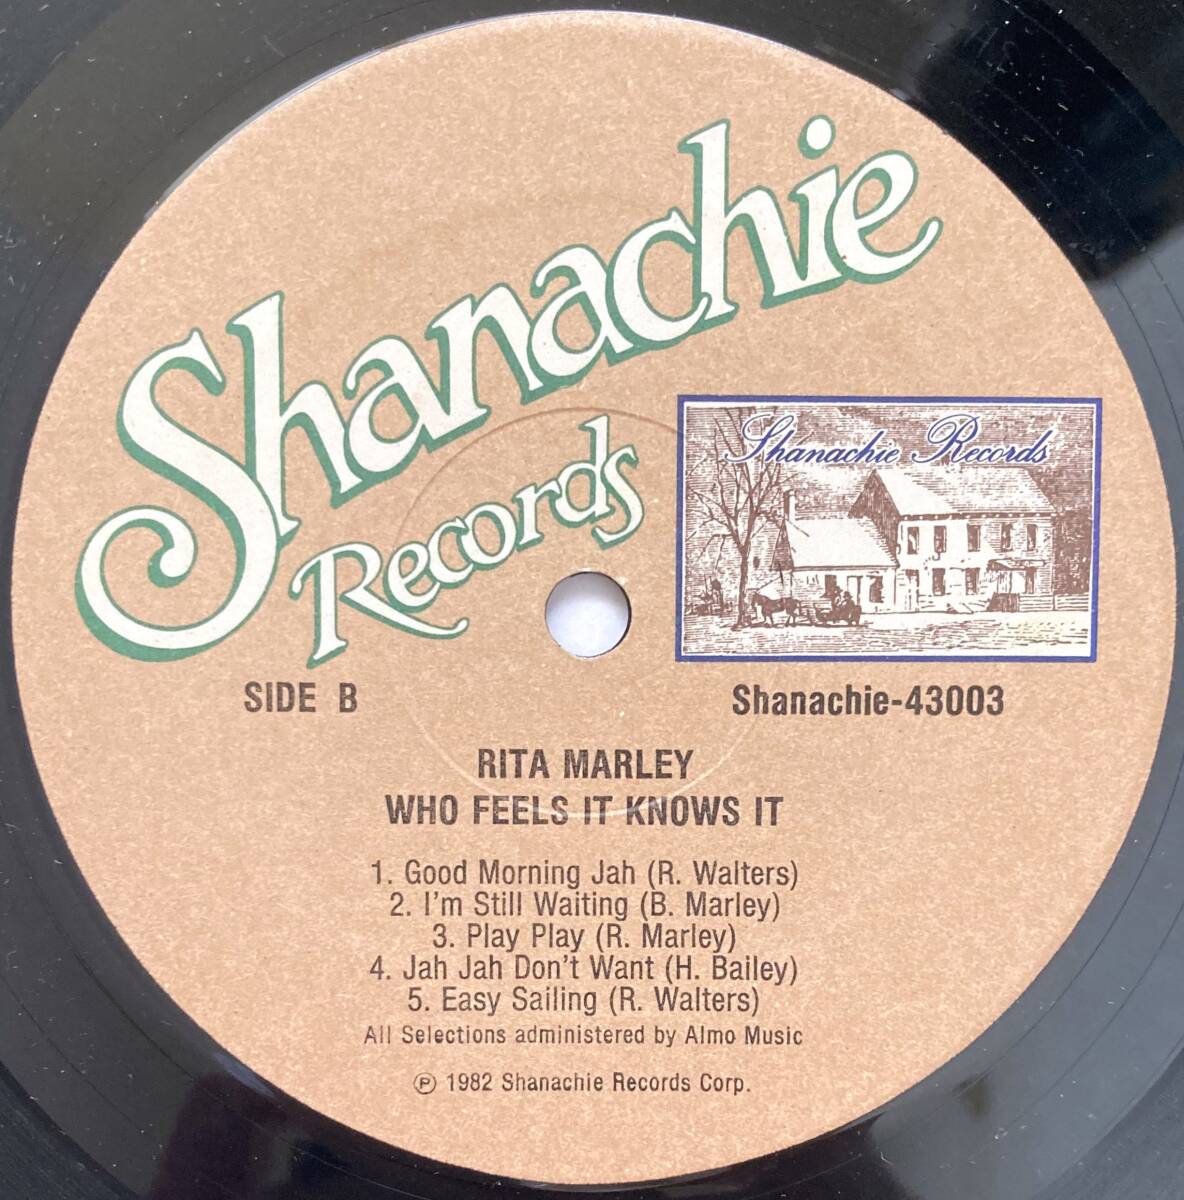 Shanachie
Records
Shanachie Records
SIDE B
Shanachie-43003
RITA MARLEY
WHO FEELS IT KNOWS IT
1. Good Morning Jah (R. Walters)
2. I'm Still Waiting (B. Marley)
3. Play Play (R. Marley)
4. Jah Jah Don't Want (H. Bailey)
5. Easy Sailing (R. Walters)
All Selections administered by Almo Music
Ⓟ 1982 Shanachie Records Corp.